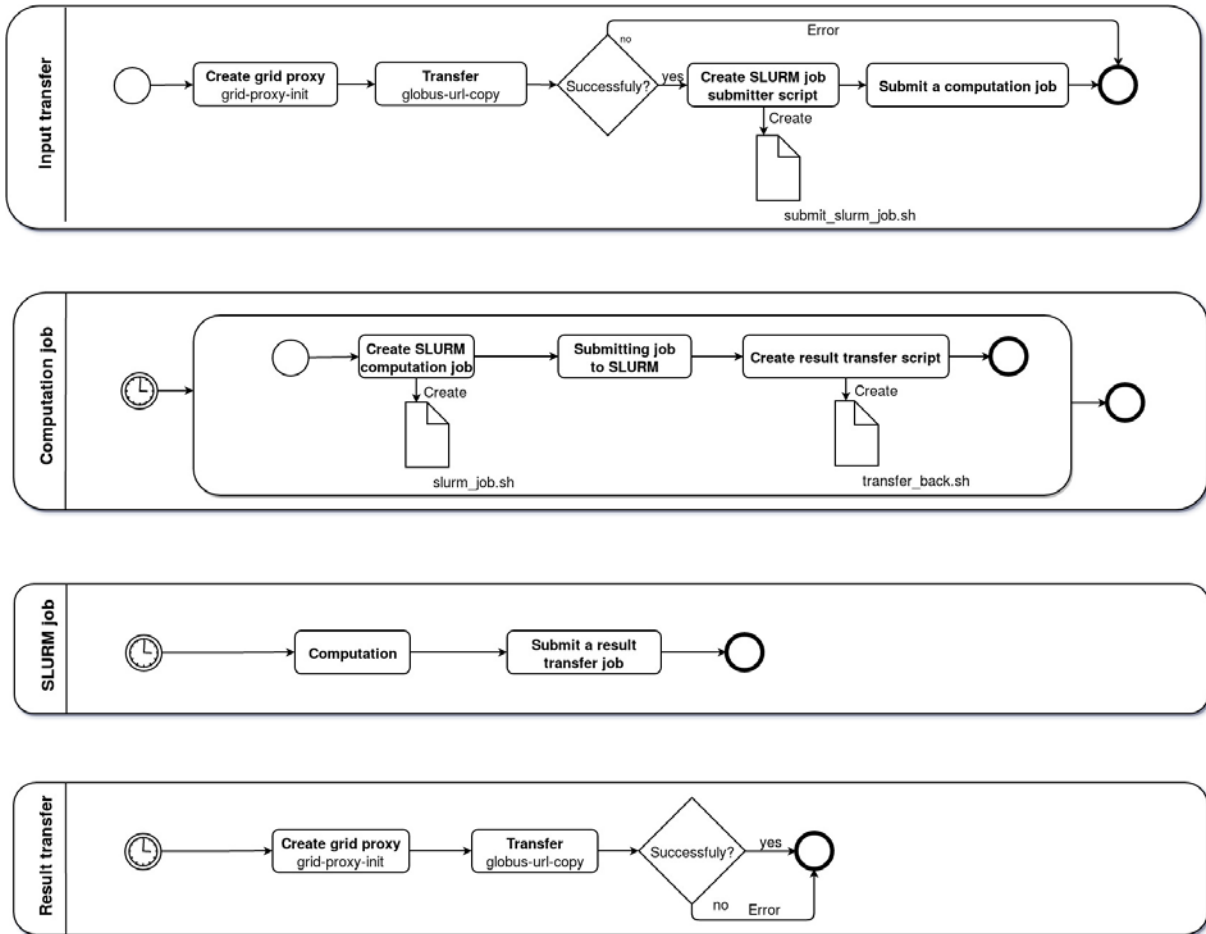 Input transfer
Error
no
Create grid proxy
grid-proxy-init
Transfer
globus-url-copy
Successfuly?
yes
Create SLURM job
submitter script
Submit a computation job
Create
submit_slurm_job.sh
Computation job
Create SLURM
computation job
Submitting job
to SLURM
Create result transfer script
Create
Create
slurm_job.sh
transfer_back.sh
SLURM job
Computation
Submit a result
transfer job
Result transfer
Create grid proxy
grid-proxy-init
Transfer
globus-url-copy
Successfuly?
yes
no
Error